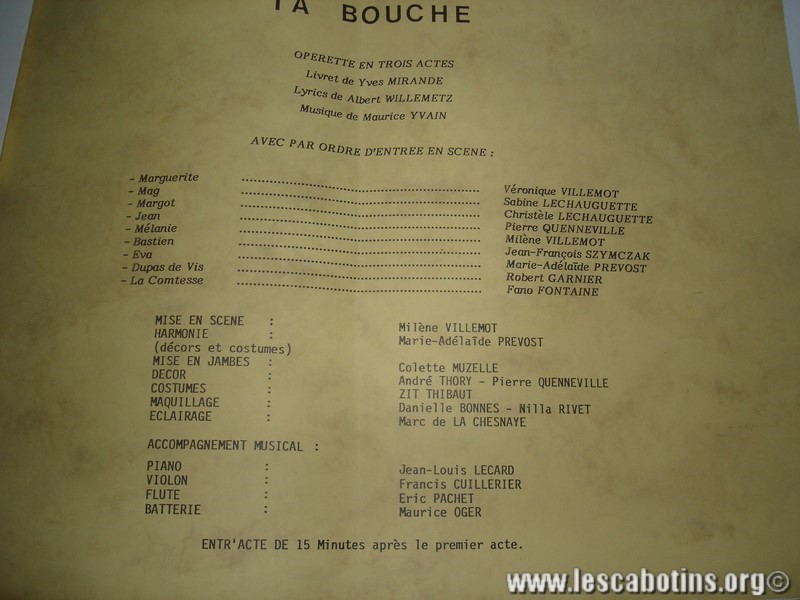 TA BOUCHE
OPERETTE EN TROIS ACTES
Livret de Yves MIRANDE
Lyrics de Albert WILLEMETZ
Musique de Maurice YVAIN
AVEC PAR ORDRE D'ENTREE EN SCENE :
- Marguerite ........ Véronique VILLEMOT
- Mag ........ Sabine LECHAUGUETTE
- Margot ........ Christèle LECHAUGUETTE
- Jean ........ Pierre QUENNEVILLE
- Mélanie ........ Milène VILLEMOT
- Bastien ........ Jean-François SZYMCZAK
- Eva ........ Marie-Adélaïde PREVOST
- Dupas de Vis ........ Robert GARNIER
- La Comtesse ........ Fano FONTAINE
MISE EN SCENE : Milène VILLEMOT
HARMONIE : Marie-Adélaïde PREVOST
(décors et costumes)
MISE EN JAMBES : Colette MUZELLE
DECOR : André THORY - Pierre QUENNEVILLE
COSTUMES : ZIT THIBAUT
MAQUILLAGE : Danielle BONNES - Nilla RIVET
ECLAIRAGE : Marc de LA CHESNAYE
ACCOMPAGNEMENT MUSICAL :
PIANO : Jean-Louis LECARD
VIOLON : Francis CUILLERIER
FLUTE : Eric PACHET
BATTERIE : Maurice OGER
ENTR'ACTE DE 15 Minutes après le premier acte.
www.lescabotins.org©